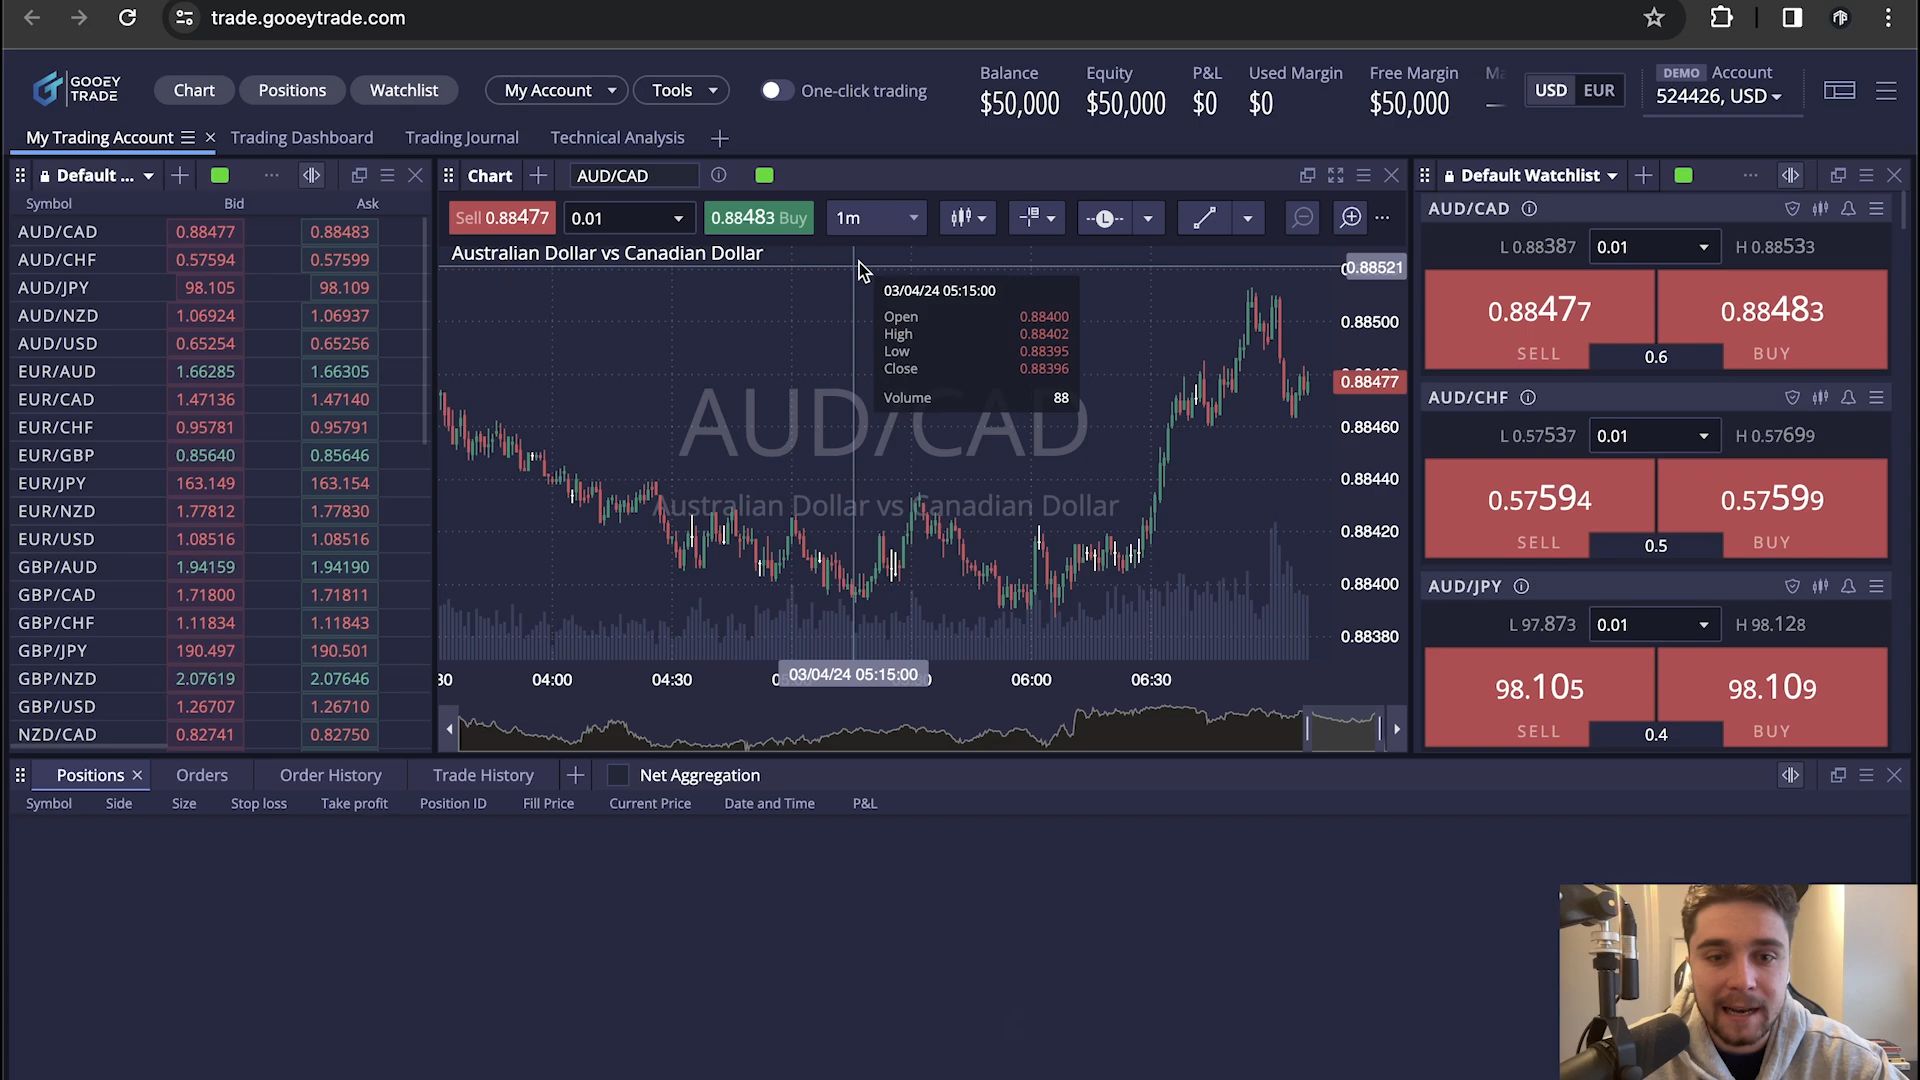 trade.gooeytrade.com
GOOEY
TRADE
Chart
Positions
Watchlist
My Account
Tools
One-click trading
Balance
$50,000
Equity
$50,000
P&L
$0
Used Margin
$0
Free Margin
$50,000
USD
EUR
DEMO Account
524426, USD
My Trading Account
Trading Dashboard
Trading Journal
Technical Analysis
Default ...
Symbol Bid Ask
AUD/CAD 0.88477 0.88483
AUD/CHF 0.57594 0.57599
AUD/JPY 98.105 98.109
AUD/NZD 1.06924 1.06937
AUD/USD 0.65254 0.65256
EUR/AUD 1.66285 1.66305
EUR/CAD 1.47136 1.47140
EUR/CHF 0.95781 0.95791
EUR/GBP 0.85640 0.85646
EUR/JPY 163.149 163.154
EUR/NZD 1.77812 1.77830
EUR/USD 1.08516 1.08516
GBP/AUD 1.94159 1.94190
GBP/CAD 1.71800 1.71811
GBP/CHF 1.11834 1.11843
GBP/JPY 190.497 190.501
GBP/NZD 2.07619 2.07646
GBP/USD 1.26707 1.26710
NZD/CAD 0.82741 0.82750
Chart
AUD/CAD
Sell 0.88477
0.01
0.88483 Buy
1m
L
Australian Dollar vs Canadian Dollar
03/04/24 05:15:00
Open 0.88400
High 0.88402
Low 0.88395
Close 0.88396
Volume 88
AUD/CAD
Australian Dollar vs Canadian Dollar
0.88521
0.88500
0.88477
0.88460
0.88440
0.88420
0.88400
0.88380
04:00
04:30
03/04/24 05:15:00
06:00
06:30
Default Watchlist
AUD/CAD
L 0.88387
0.01
H 0.88533
0.88477
0.88483
SELL
0.6
BUY
AUD/CHF
L 0.57537
0.01
H 0.57699
0.57594
0.57599
SELL
0.5
BUY
AUD/JPY
L 97.873
0.01
H 98.128
98.105
98.109
SELL
0.4
BUY
Positions
Orders
Order History
Trade History
Net Aggregation
Symbol Side Size Stop loss Take profit Position ID Fill Price Current Price Date and Time P&L